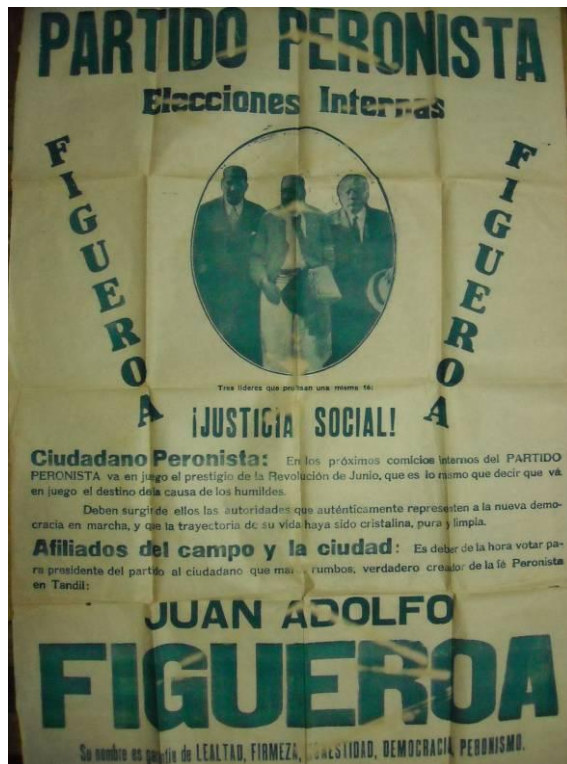 PARTIDO PERONISTA
Elecciones Internas
FIGUEROA
FIGUEROA
Tres líderes que profesan una misma fé:
¡JUSTICIA SOCIAL!
Ciudadano Peronista: En los próximos comicios internos del PARTIDO
PERONISTA va en juego el prestigio de la Revolución de Junio, que es lo mismo que decir que vá
en juego el destino dela causa de los humildes.
Deben surgir de ellos las autoridades que auténticamente representen a la nueva demo-
cracia en marcha, y que la trayectoria de su vida haya sido cristalina, pura y limpia.
Afiliados del campo y la ciudad: Es deber de la hora votar pa-
ra presidente del partido al ciudadano que rumbos, verdadero creador de la fé Peronista
en Tandil:
JUAN ADOLFO
FIGUEROA
Su nombre es garantía de LEALTAD, FIRMEZA, HONESTIDAD, DEMOCRACIA, PERONISMO.